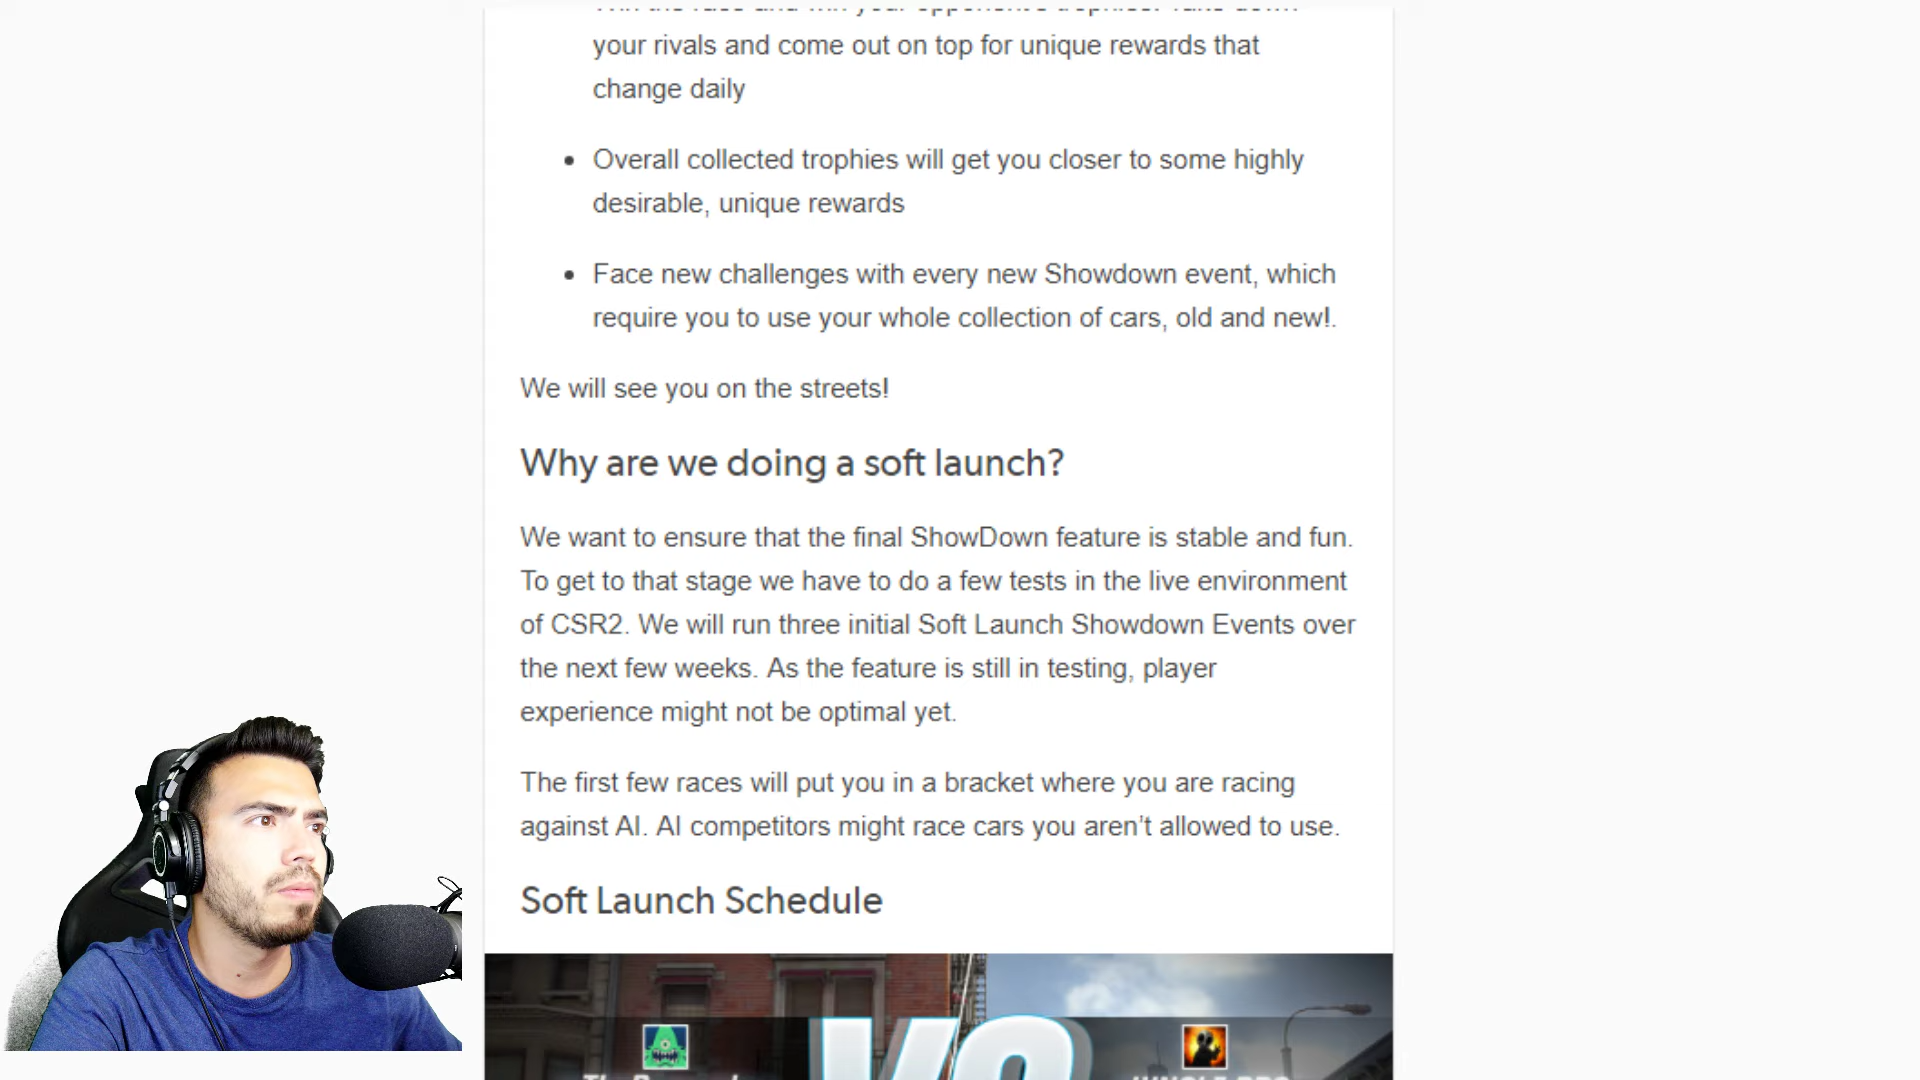 your rivals and come out on top for unique rewards that
change daily
• Overall collected trophies will get you closer to some highly
desirable, unique rewards
• Face new challenges with every new Showdown event, which
require you to use your whole collection of cars, old and new!.
We will see you on the streets!
Why are we doing a soft launch?
We want to ensure that the final ShowDown feature is stable and fun.
To get to that stage we have to do a few tests in the live environment
of CSR2. We will run three initial Soft Launch Showdown Events over
the next few weeks. As the feature is still in testing, player
experience might not be optimal yet.
The first few races will put you in a bracket where you are racing
against AI. AI competitors might race cars you aren't allowed to use.
Soft Launch Schedule
VS